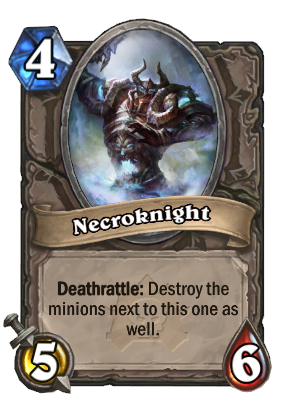 4
Necroknight
Deathrattle: Destroy the
minions next to this one as
well.
5
6